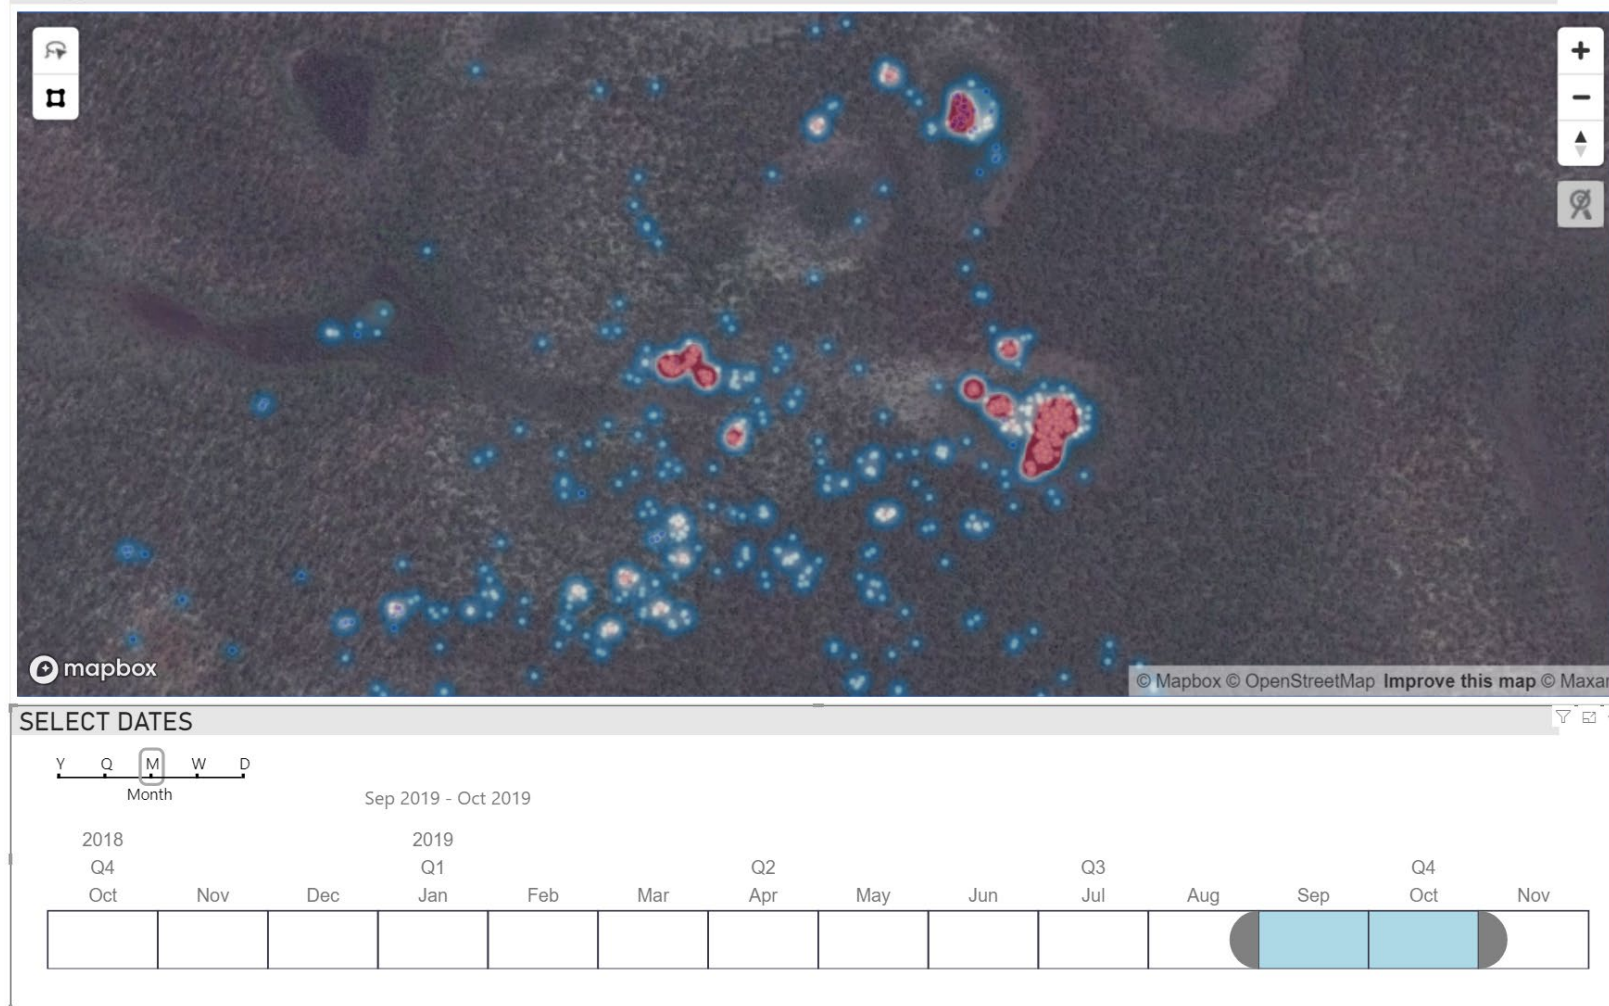 mapbox
© Mapbox © OpenStreetMap Improve this map © Maxar
SELECT DATES
Y Q M W D
Month
Sep 2019 - Oct 2019
2018 2019
Q4 Q1 Q2 Q3 Q4
Oct Nov Dec Jan Feb Mar Apr May Jun Jul Aug Sep Oct Nov